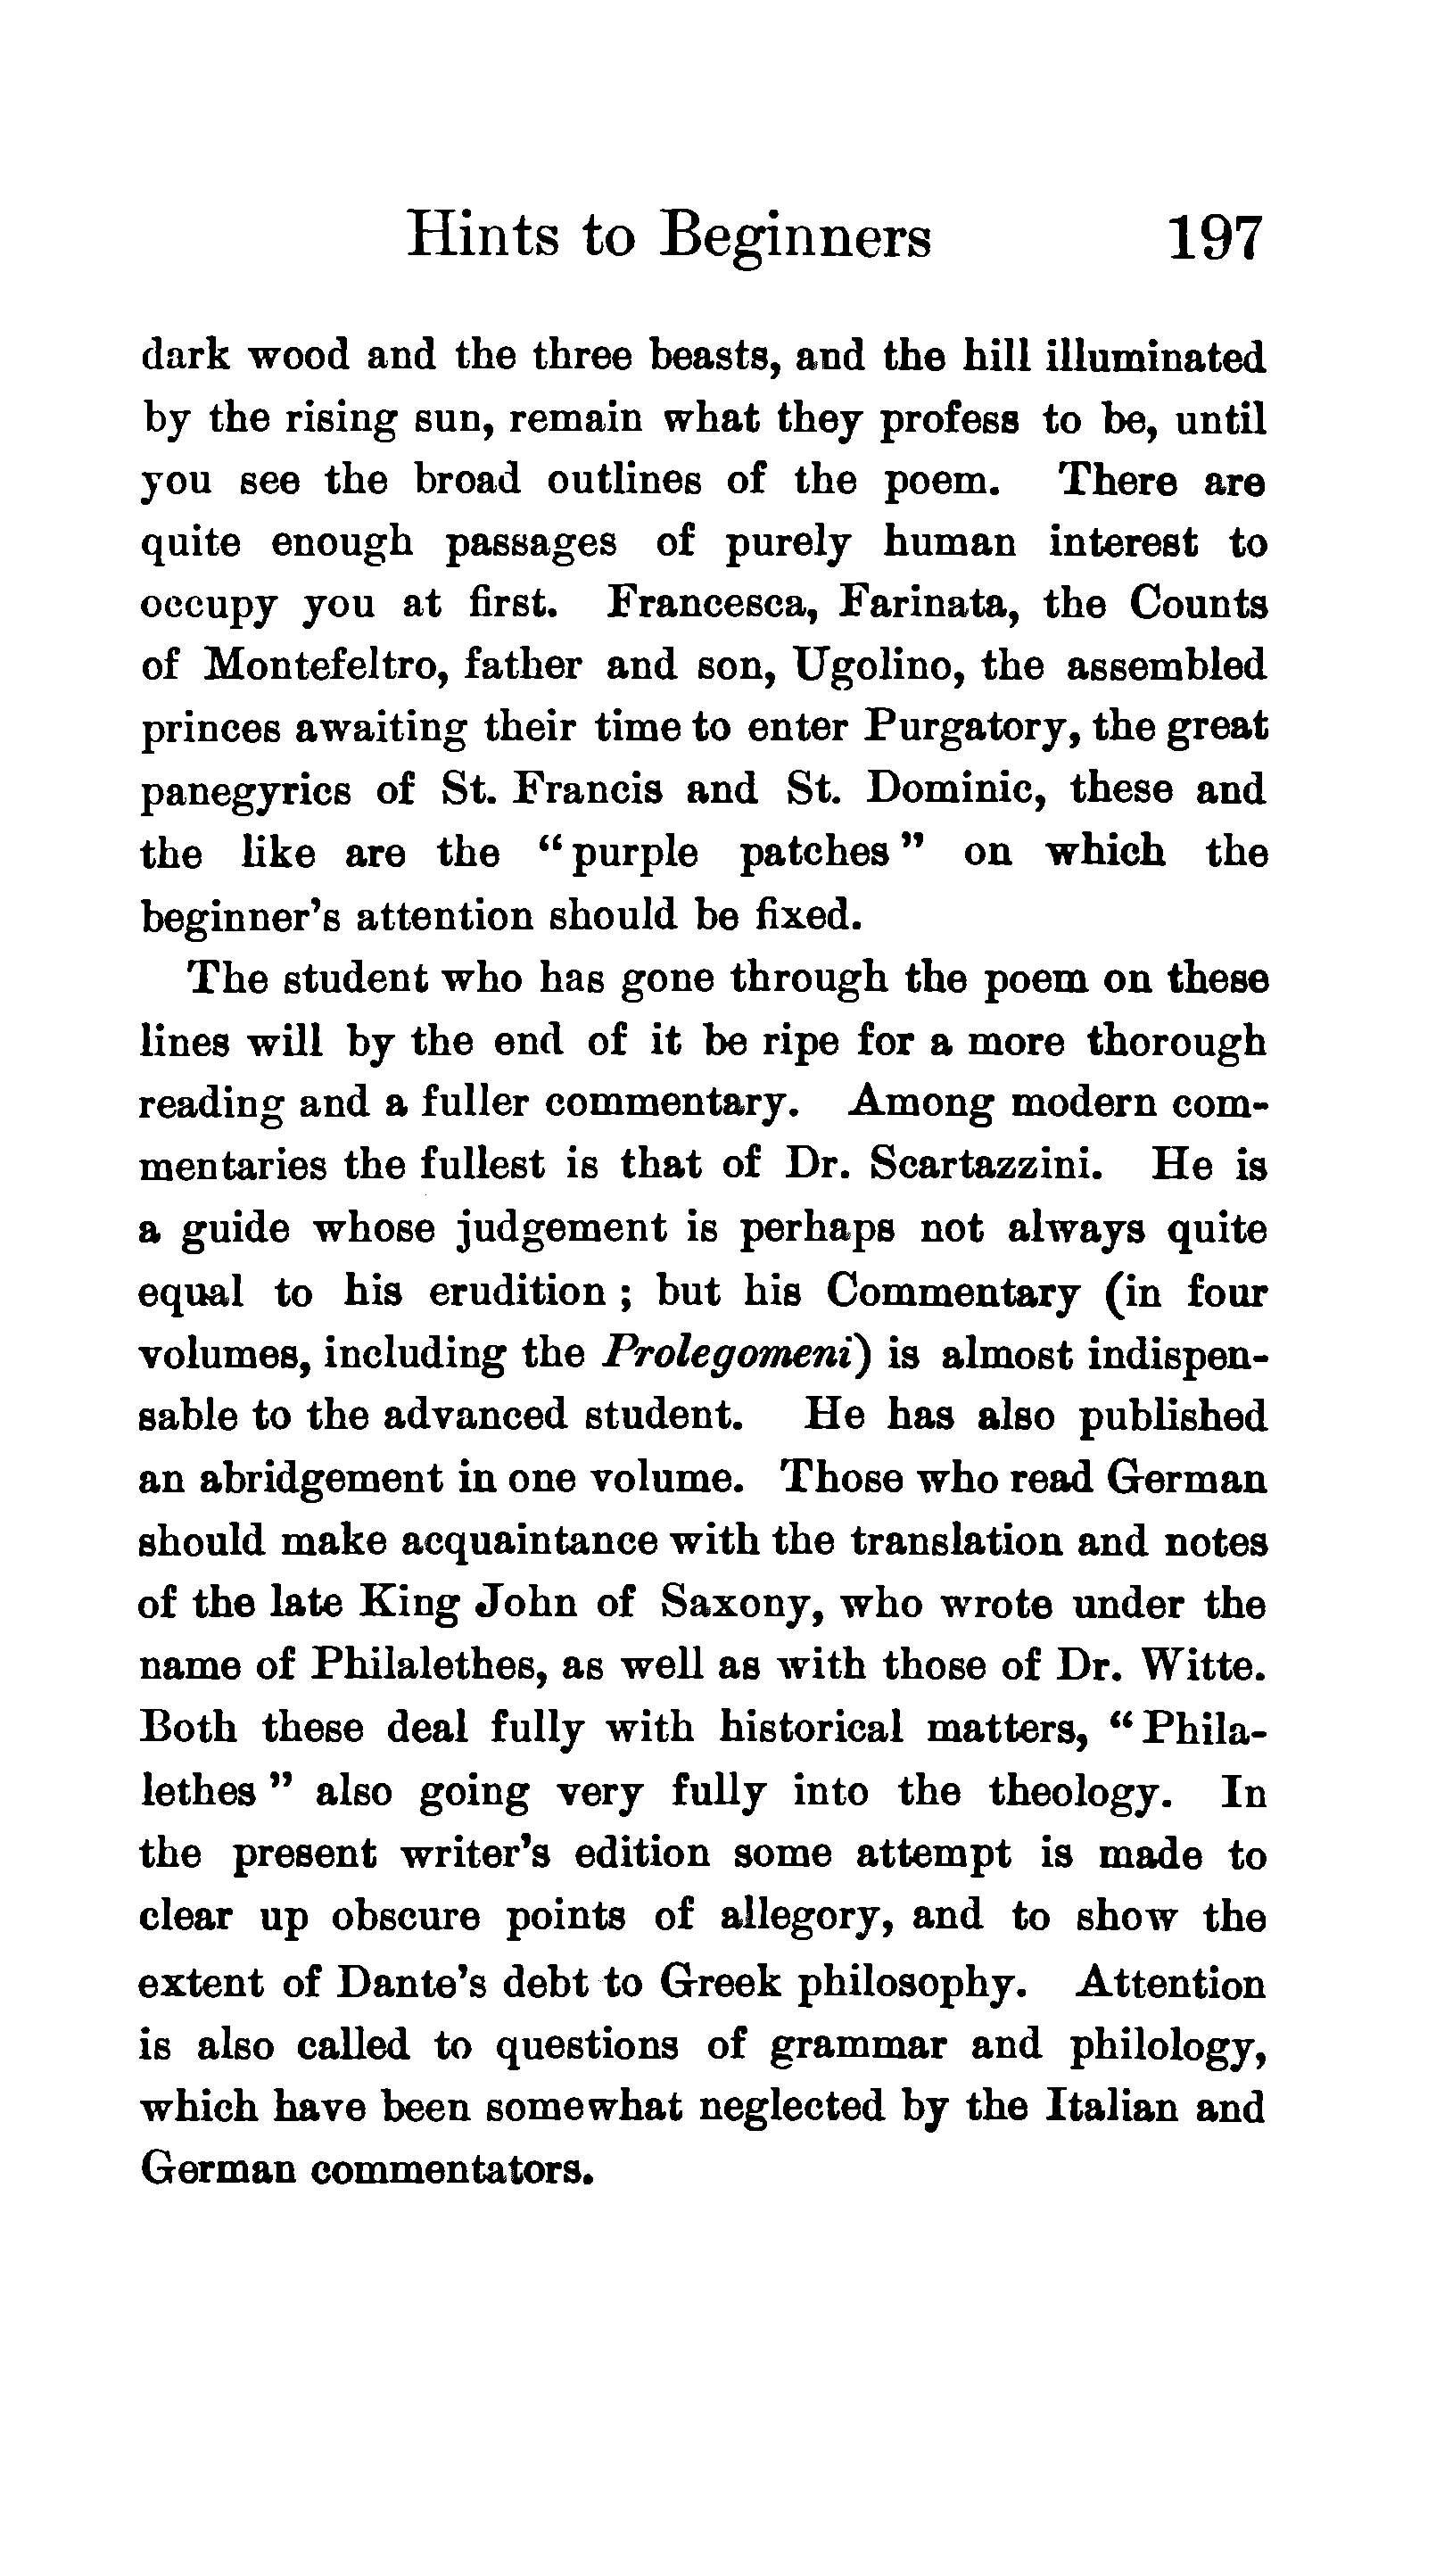 Hints to Beginners 197
dark wood and the three beasts, and the hill illuminated
by the rising sun, remain what they profess to be, until
you see the broad outlines of the poem. There are
quite enough passages of purely human interest to
occupy you at first. Francesca, Farinata, the Counts
of Montefeltro, father and son, Ugolino, the assembled
princes awaiting their time to enter Purgatory, the great
panegyrics of St. Francis and St. Dominic, these and
the like are the “purple patches” on which the
beginner’s attention should be fixed.
The student who has gone through the poem on these
lines will by the end of it be ripe for a more thorough
reading and a fuller commentary. Among modern com-
mentaries the fullest is that of Dr. Scartazzini. He is
a guide whose judgement is perhaps not always quite
equal to his erudition; but his Commentary (in four
volumes, including the Prolegomeni) is almost indispen-
sable to the advanced student. He has also published
an abridgement in one volume. Those who read German
should make acquaintance with the translation and notes
of the late King John of Saxony, who wrote under the
name of Philalethes, as well as with those of Dr. Witte.
Both these deal fully with historical matters, “Phila-
lethes” also going very fully into the theology. In
the present writer’s edition some attempt is made to
clear up obscure points of allegory, and to show the
extent of Dante’s debt to Greek philosophy. Attention
is also called to questions of grammar and philology,
which have been somewhat neglected by the Italian and
German commentators.